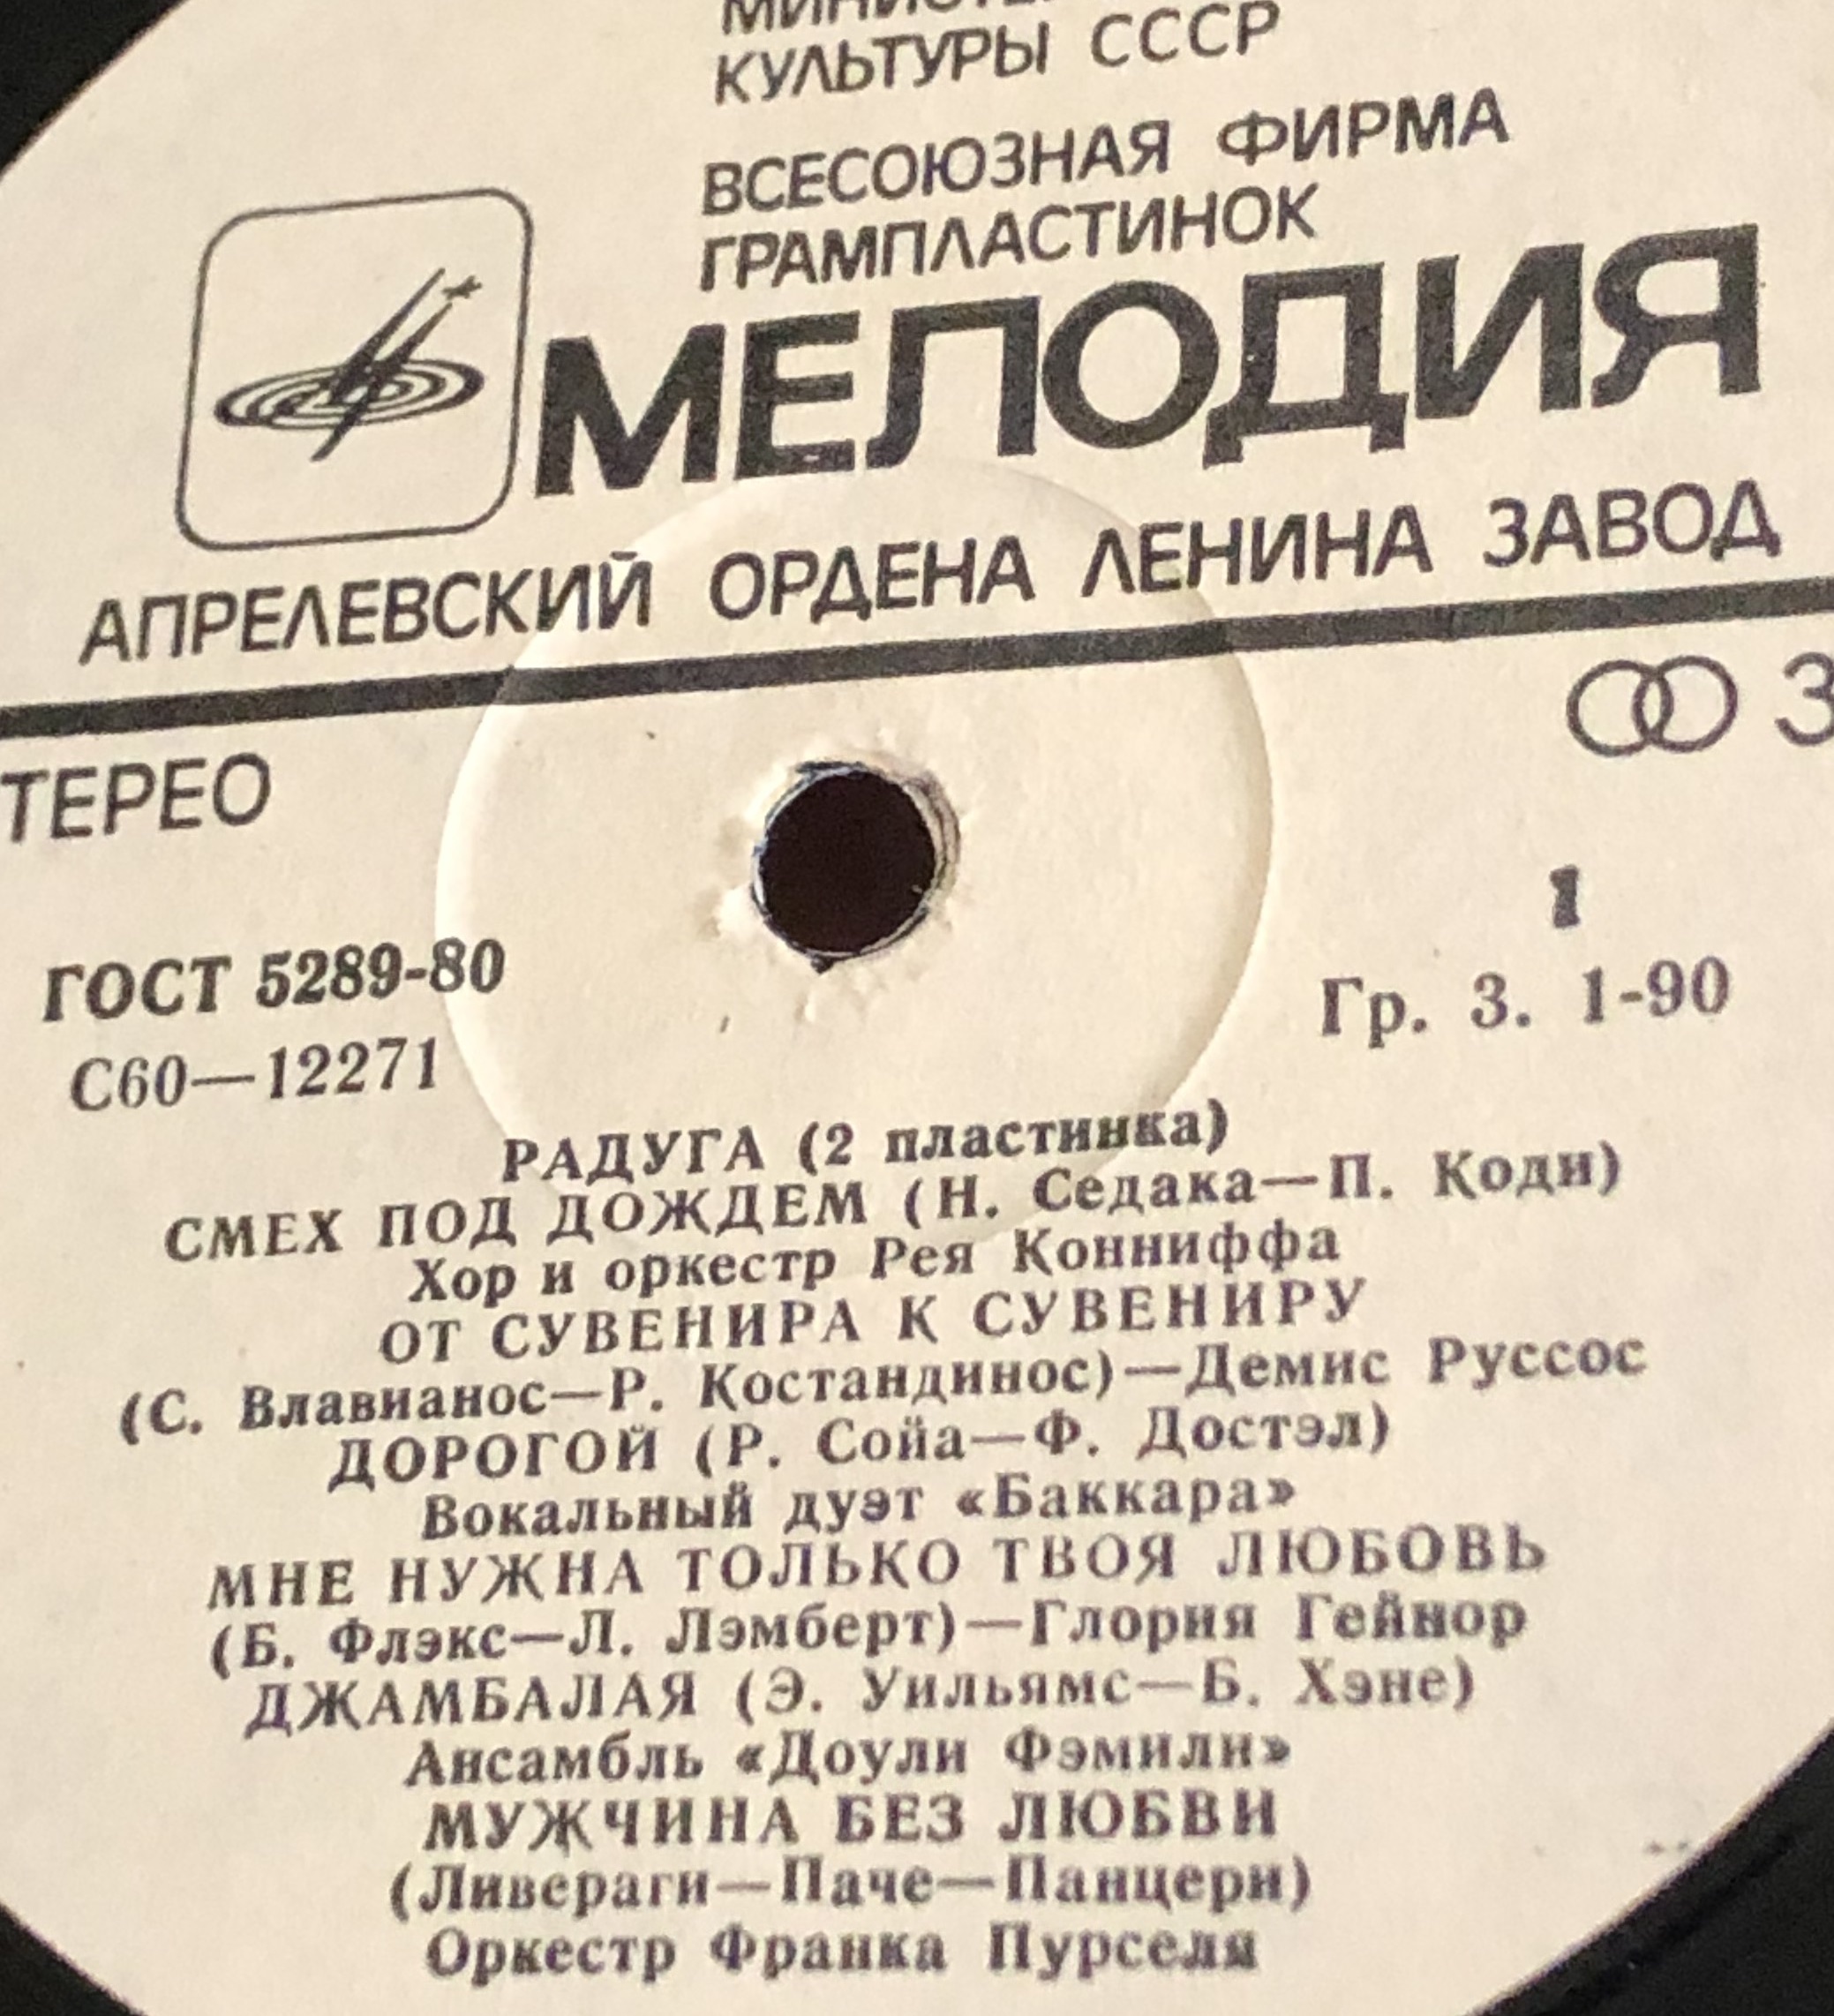 КУЛЬТУРЫ СССР
ВСЕСОЮЗНАЯ ФИРМА
ГРАМПЛАСТИНОК
МЕЛОДИЯ
АПРЕЛЕВСКИЙ ОРДЕНА ЛЕНИНА ЗАВОД
ТЕРЕО 3
1
ГОСТ 5289-80 Гр. 3. 1-90
С60—12271
РАДУГА (2 пластинка)
СМЕХ ПОД ДОЖДЕМ (Н. Седака—П. Коди)
Хор и оркестр Рея Конниффа
ОТ СУВЕНИРА К СУВЕНИРУ
(С. Влавианос—Р. Костандинос)—Демис Руссос
ДОРОГОЙ (Р. Сойа—Ф. Достэл)
Вокальный дуэт «Баккара»
МНЕ НУЖНА ТОЛЬКО ТВОЯ ЛЮБОВЬ
(Б. Флэкс—Л. Лэмберт)—Глория Гейнор
ДЖАМБАЛАЯ (Э. Уильямс—Б. Хэне)
Ансамбль «Доули Фэмили»
МУЖЧИНА БЕЗ ЛЮБВИ
(Ливераги—Паче—Панцери)
Оркестр Франка Пурселя